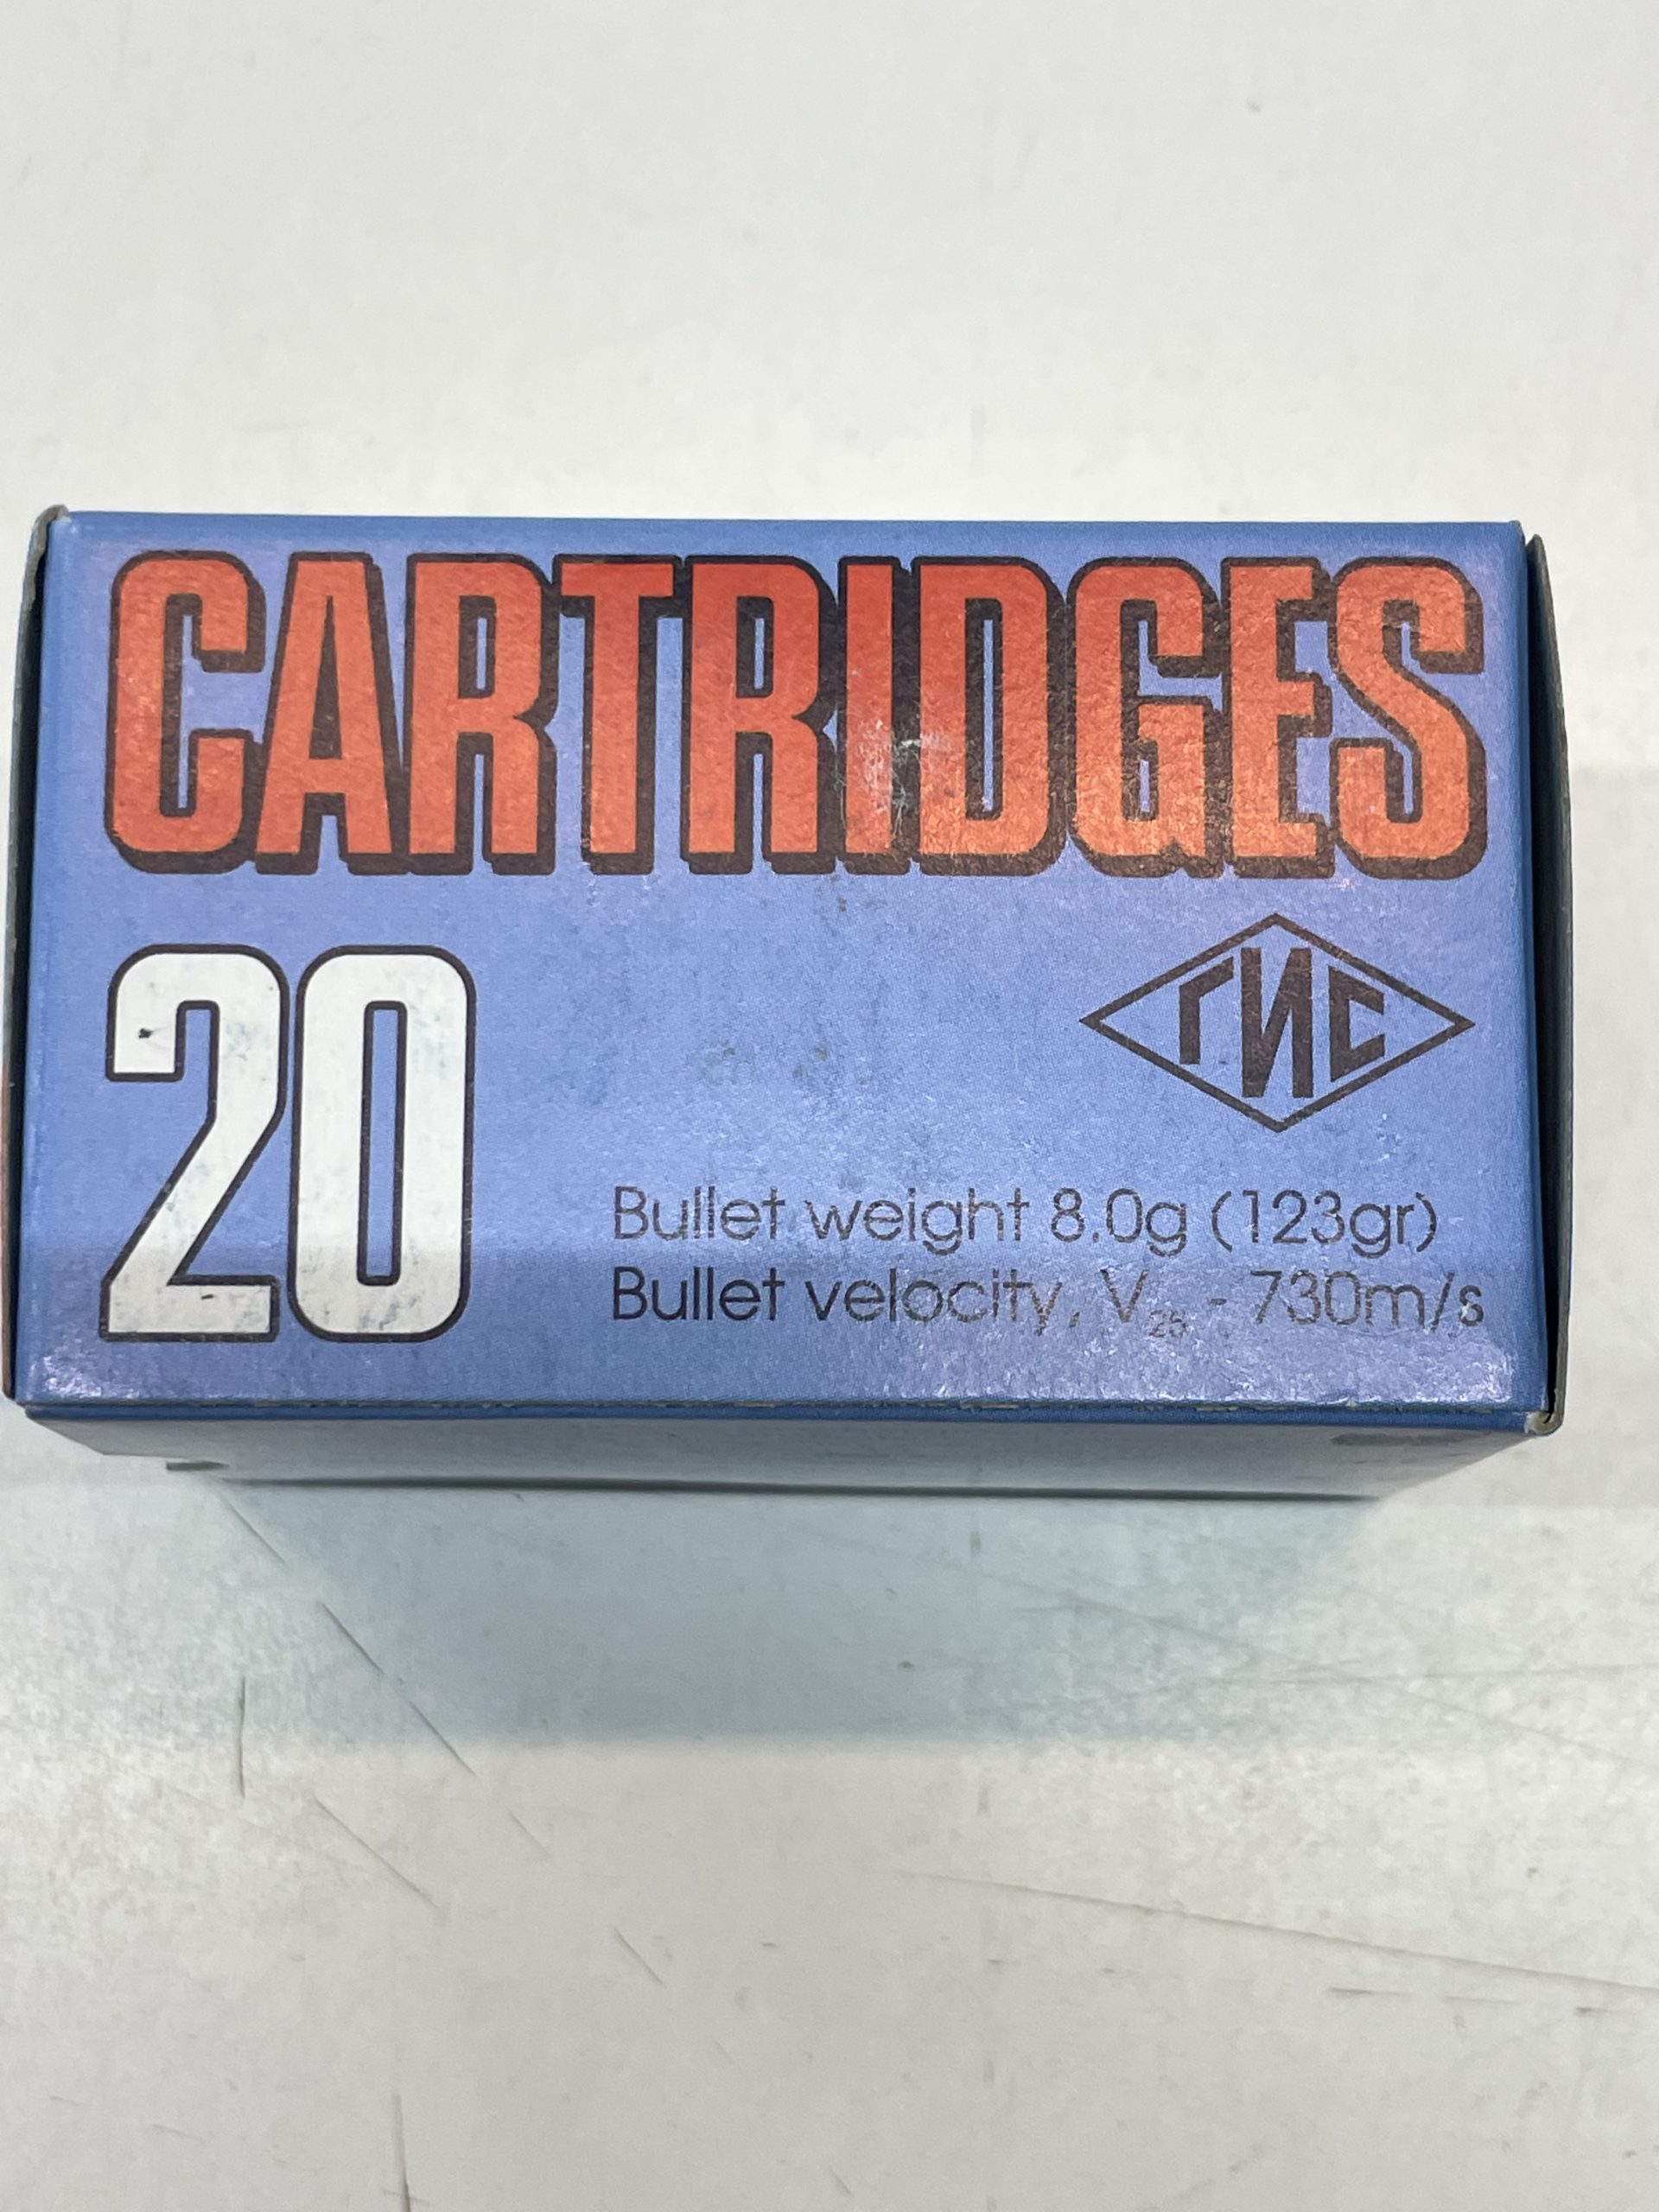 CARTRIDGES
20
ГИС
Bullet weight 8.0g (123gr)
Bullet velocity, V₂₅ - 730m/s